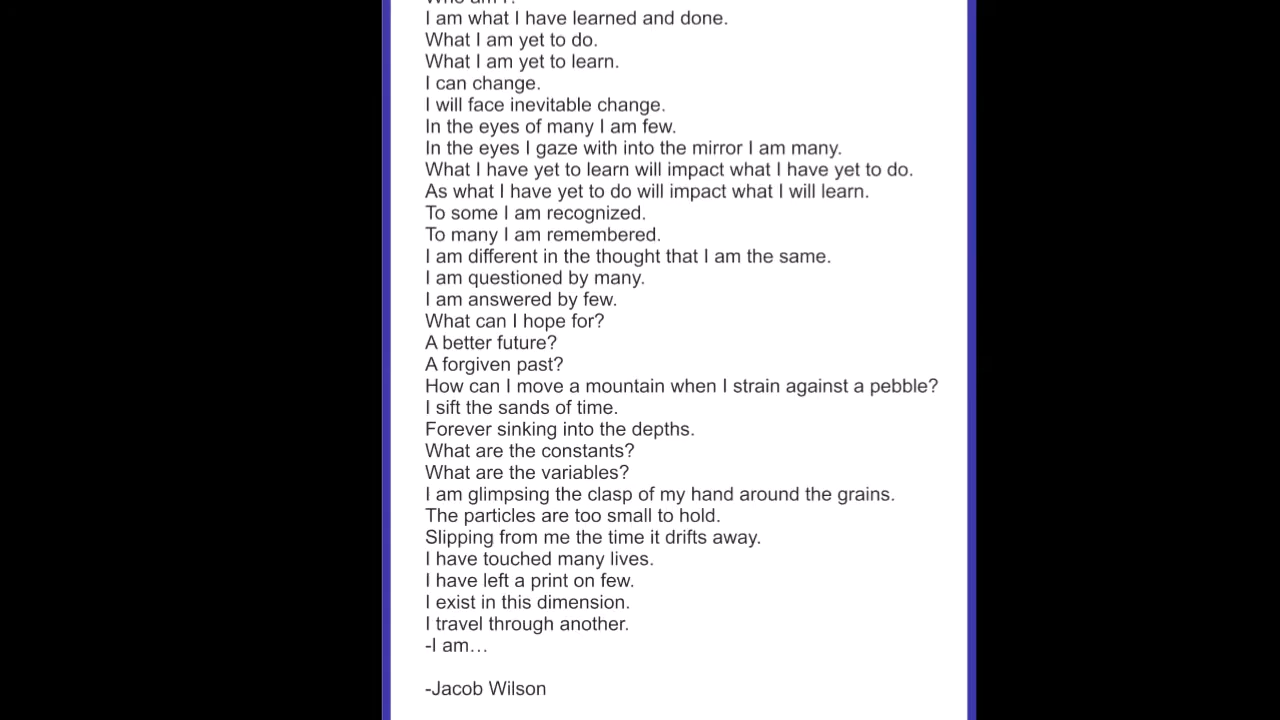 Who am I?
I am what I have learned and done.
What I am yet to do.
What I am yet to learn.
I can change.
I will face inevitable change.
In the eyes of many I am few.
In the eyes I gaze with into the mirror I am many.
What I have yet to learn will impact what I have yet to do.
As what I have yet to do will impact what I will learn.
To some I am recognized.
To many I am remembered.
I am different in the thought that I am the same.
I am questioned by many.
I am answered by few.
What can I hope for?
A better future?
A forgiven past?
How can I move a mountain when I strain against a pebble?
I sift the sands of time.
Forever sinking into the depths.
What are the constants?
What are the variables?
I am glimpsing the clasp of my hand around the grains.
The particles are too small to hold.
Slipping from me the time it drifts away.
I have touched many lives.
I have left a print on few.
I exist in this dimension.
I travel through another.
-I am…
-Jacob Wilson